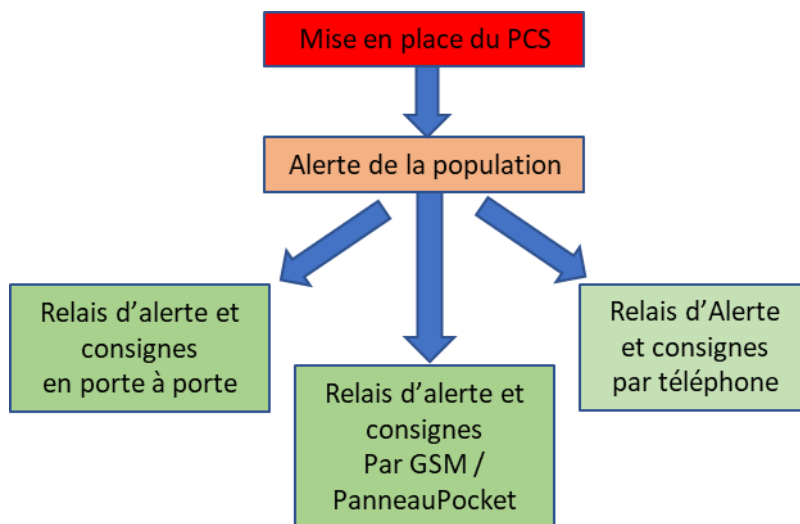 Mise en place du PCS
Alerte de la population
Relais d’alerte et
consignes
en porte à porte
Relais d’alerte et
consignes
Par GSM /
PanneauPocket
Relais d’Alerte
et consignes
par téléphone